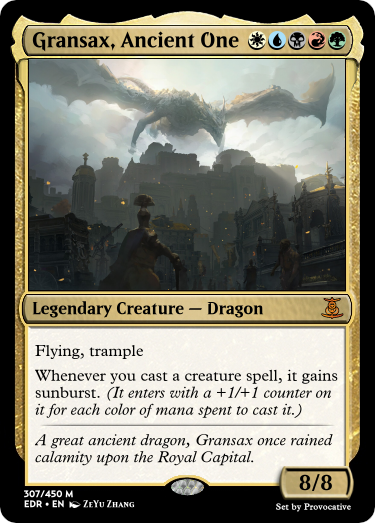 Gransax, Ancient One
Legendary Creature — Dragon
Flying, trample
Whenever you cast a creature spell, it gains
sunburst. (It enters with a +1/+1 counter on
it for each color of mana spent to cast it.)
A great ancient dragon, Gransax once rained
calamity upon the Royal Capital.
8/8
307/450 M
EDR • EN ZEYU ZHANG
Set by Provocative